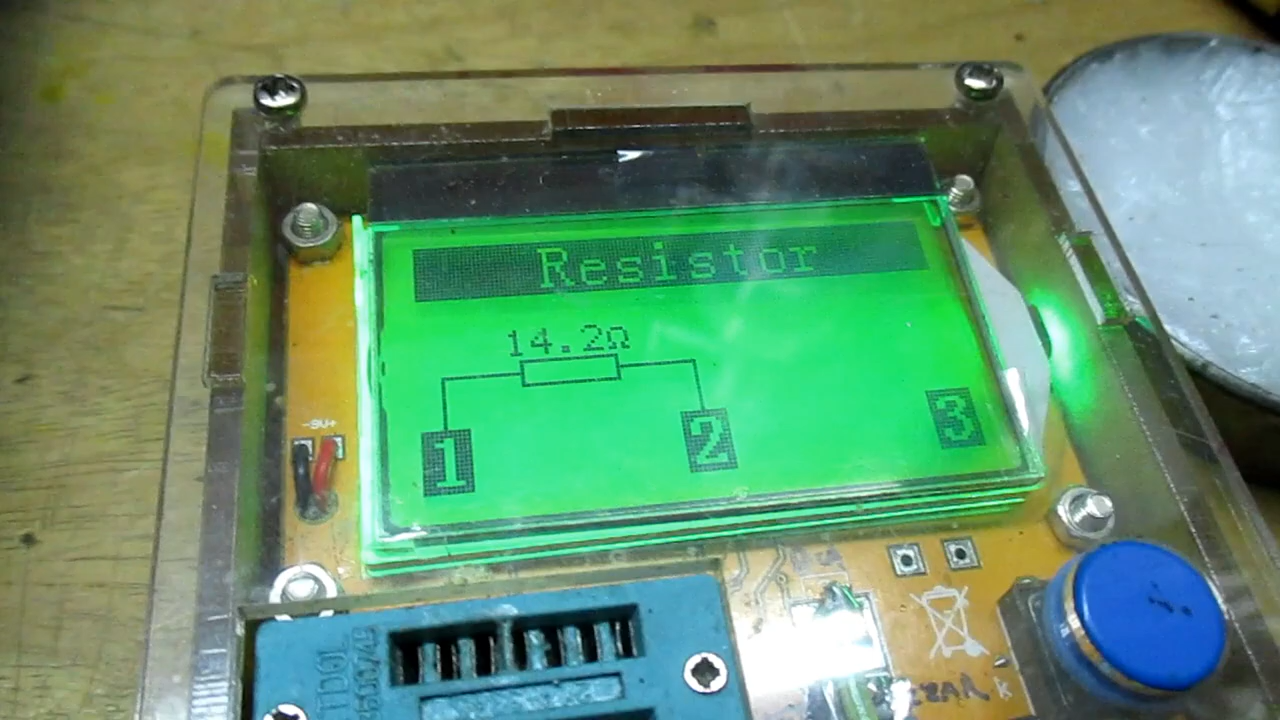 Resistor
14.2Ω
1 2 3
-9V+
K